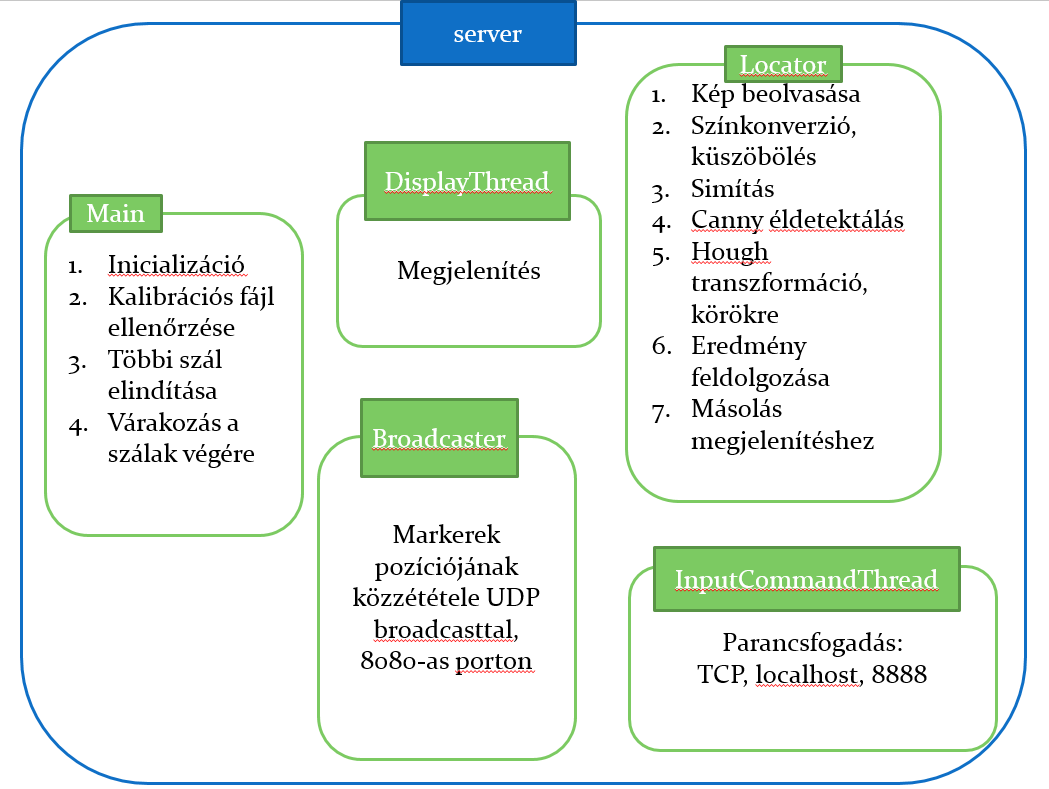 server
Main
1. Inicializáció
2. Kalibrációs fájl
ellenőrzése
3. Többi szál
elindítása
4. Várakozás a
szálak végére
DisplayThread
Megjelenítés
Broadcaster
Markerek
pozíciójának
közzététele UDP
broadcasttal,
8080-as porton
Locator
1. Kép beolvasása
2. Színkonverzió,
küszöbölés
3. Simítás
4. Canny éldetektálás
5. Hough
transzformáció,
körökre
6. Eredmény
feldolgozása
7. Másolás
megjelenítéshez
InputCommandThread
Parancsfogadás:
TCP, localhost, 8888